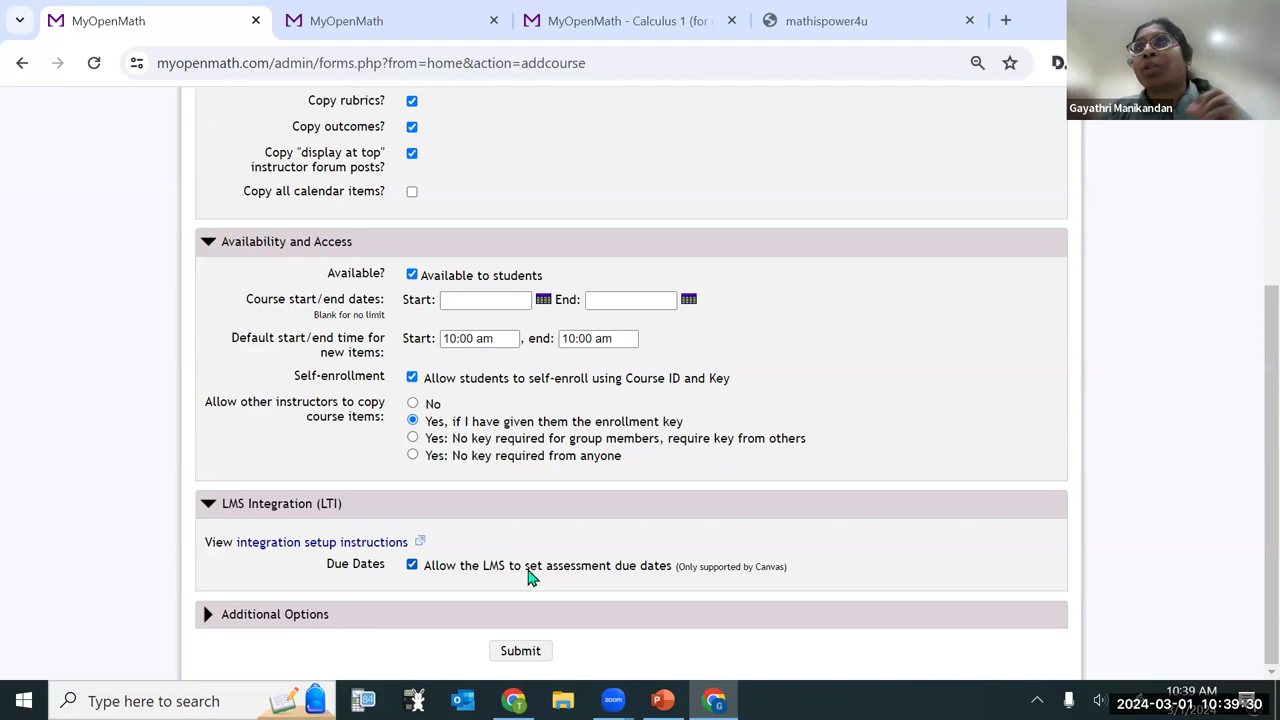 MyOpenMath
MyOpenMath
MyOpenMath - Calculus 1 (for
mathispower4u
myopenmath.com/admin/forms.php?from=home&action=addcourse
D.
Gayathri Manikandan
Copy rubrics?
Copy outcomes?
Copy "display at top"
instructor forum posts?
Copy all calendar items?
Availability and Access
Available? Available to students
Course start/end dates: Start: End:
Blank for no limit
Default start/end time for
new items:
Start: 10:00 am , end: 10:00 am
Self-enrollment Allow students to self-enroll using Course ID and Key
Allow other instructors to copy
course items:
No
Yes, if I have given them the enrollment key
Yes: No key required for group members, require key from others
Yes: No key required from anyone
LMS Integration (LTI)
View integration setup instructions
Due Dates Allow the LMS to set assessment due dates (Only supported by Canvas)
Additional Options
Submit
Type here to search
10:39 AM
2024-03-01 10:39:30